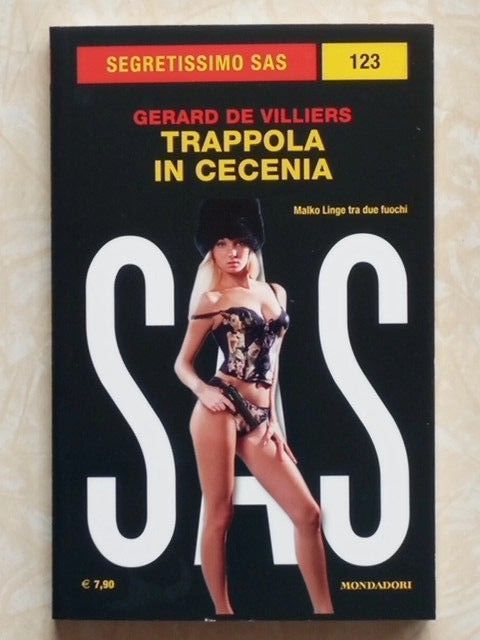 SEGRETISSIMO SAS
123
GERARD DE VILLIERS
TRAPPOLA
IN CECENIA
Malko Linge tra due fuochi
SAS
€ 7,90
MONDADORI